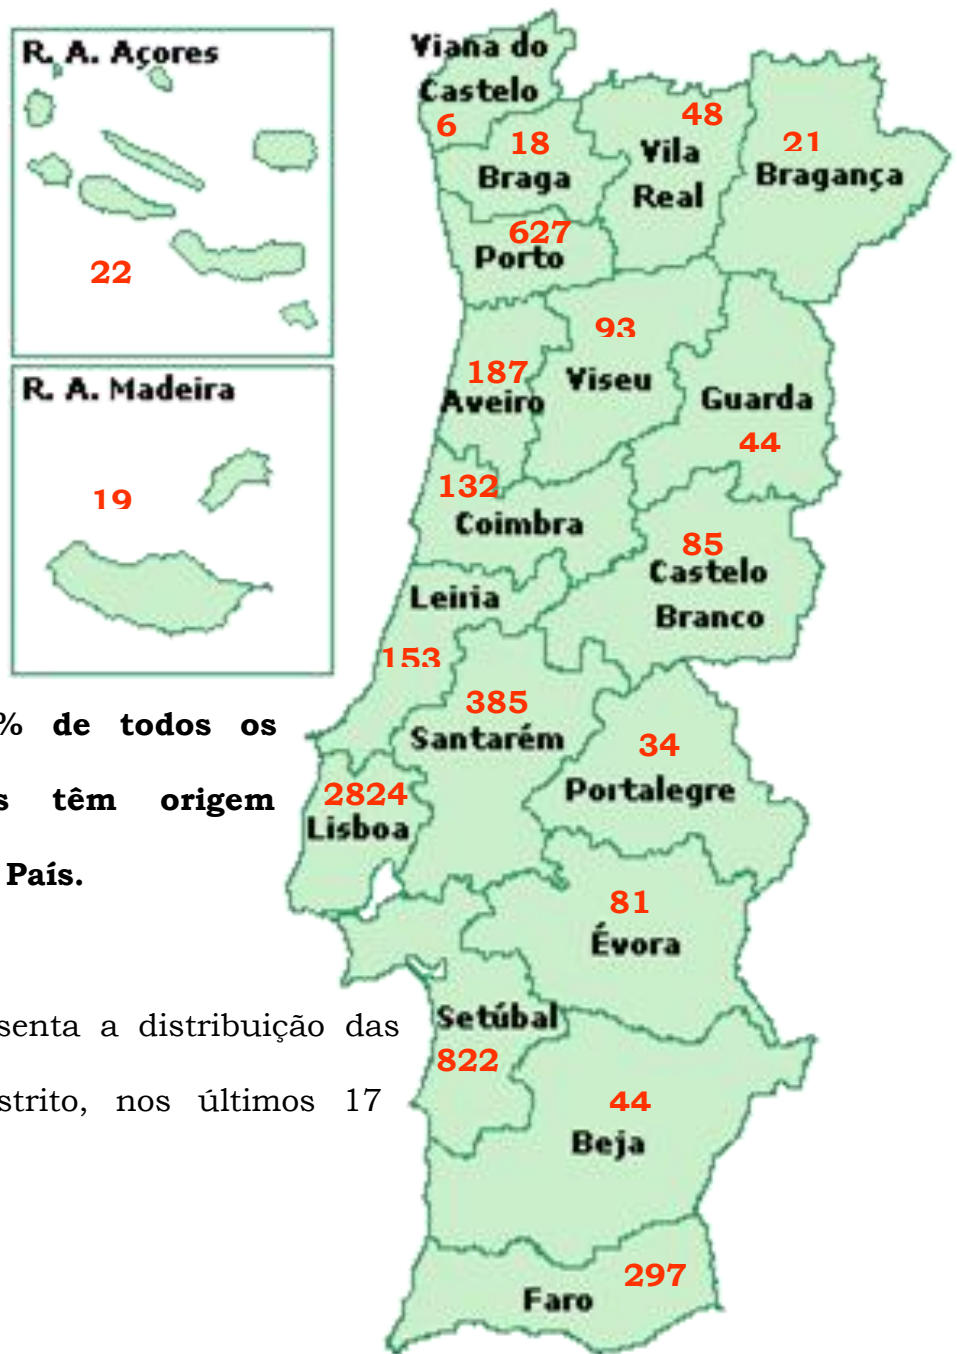 R. A. Açores
22
R. A. Madeira
19
Viana do
Castelo
6
18
Braga
48
Vila
Real
21
Bragança
627
Porto
93
Viseu
187
Aveiro
Guarda
44
132
Coimbra
85
Castelo
Branco
Leiria
153
385
Santarém
34
Portalegre
2824
Lisboa
81
Évora
Setúbal
822
44
Beja
297
Faro
% de todos os
s têm origem
País.
senta a distribuição das
strito, nos últimos 17